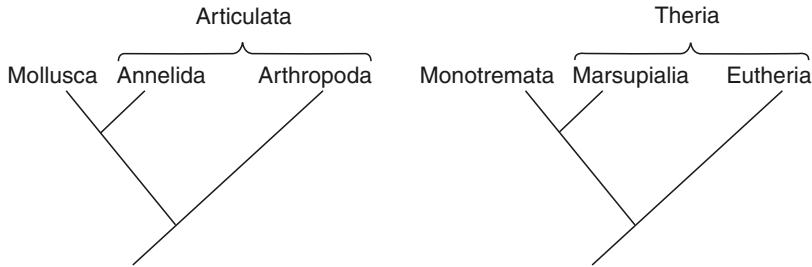 Articulata
Mollusca Annelida Arthropoda
Theria
Monotremata Marsupialia Eutheria